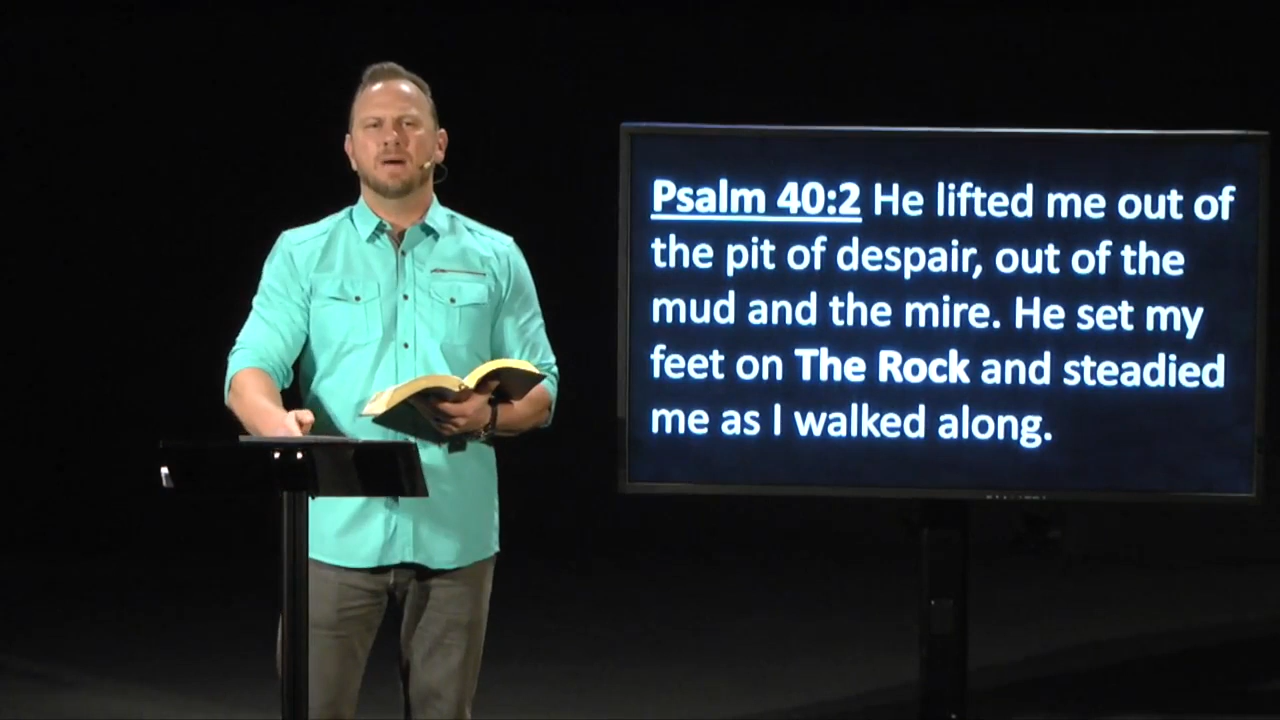 Psalm 40:2 He lifted me out of
the pit of despair, out of the
mud and the mire. He set my
feet on The Rock and steadied
me as I walked along.